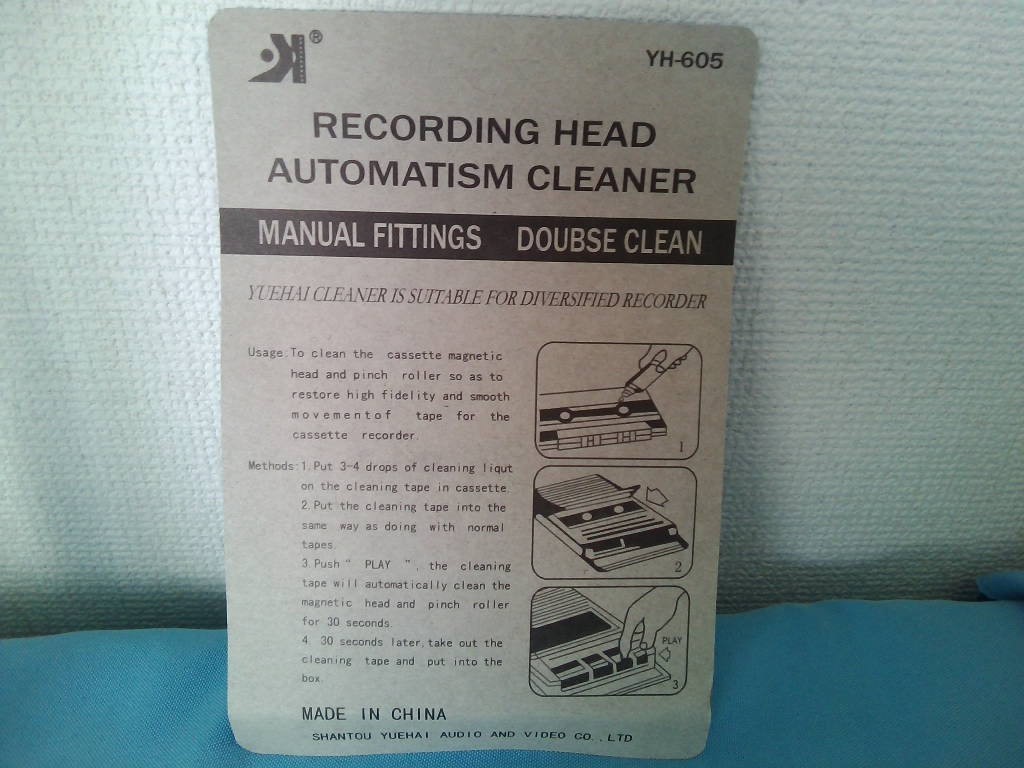 ®
YH-605
RECORDING HEAD
AUTOMATISM CLEANER
MANUAL FITTINGS DOUBSE CLEAN
YUEHAI CLEANER IS SUITABLE FOR DIVERSIFIED RECORDER
Usage:To clean the cassette magnetic
head and pinch roller so as to
restore high fidelity and smooth
movementof tape for the
cassette recorder.
Methods:1.Put 3-4 drops of cleaning liqut
on the cleaning tape in cassette.
2.Put the cleaning tape into the
same way as doing with normal
tapes.
3.Push" PLAY ", the cleaning
tape will automatically clean the
magnetic head and pinch roller
for 30 seconds.
4. 30 seconds later,take out the
cleaning tape and put into the
box.
1
2
PLAY
3
MADE IN CHINA
SHANTOU YUEHAI AUDIO AND VIDEO CO.,LTD